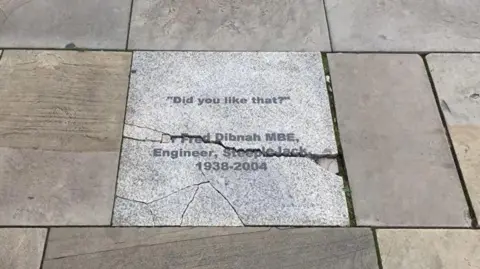 "Did you like that?"
Fred Dibnah MBE,
Engineer, Steeplejack,
1938-2004